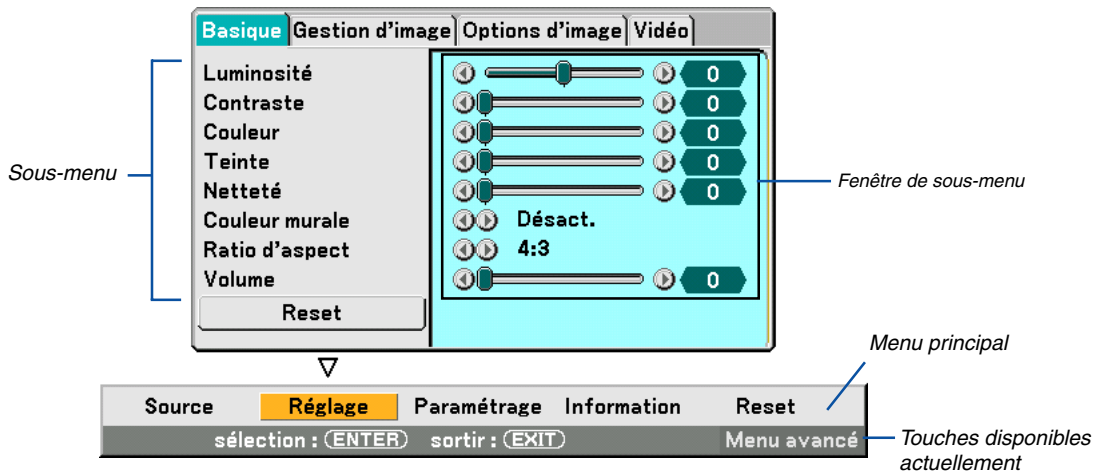 Basique Gestion d'image Options d'image Vidéo
Luminosité 0
Contraste 0
Couleur 0
Teinte 0
Netteté 0
Couleur murale Désact.
Ratio d'aspect 4:3
Volume 0
Reset
Sous-menu
Fenêtre de sous-menu
Menu principal
Source Réglage Paramétrage Information Reset
sélection : ENTER sortir : EXIT Menu avancé
Touches disponibles
actuellement